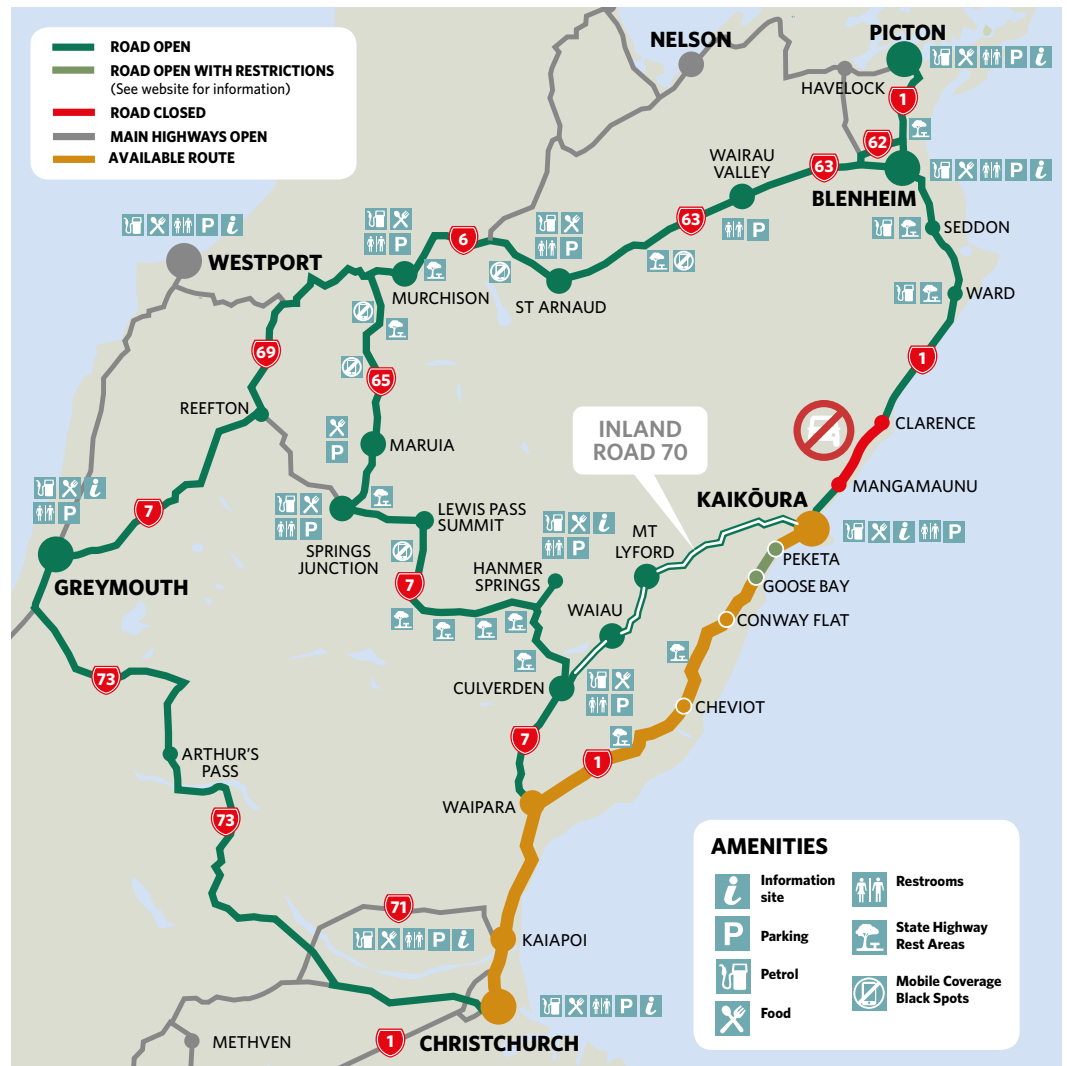 ROAD OPEN
ROAD OPEN WITH RESTRICTIONS
(See website for information)
ROAD CLOSED
MAIN HIGHWAYS OPEN
AVAILABLE ROUTE
NELSON
PICTON
HAVELOCK
1
62
WAIRAU
VALLEY
63
BLENHEIM
63
SEDDON
6
WESTPORT
MURCHISON
ST ARNAUD
WARD
69
65
1
REEFTON
MARUIA
INLAND
ROAD 70
CLARENCE
MANGAMAUNU
KAIKŌURA
7
LEWIS PASS
SUMMIT
SPRINGS
JUNCTION
MT
LYFORD
PEKETA
GREYMOUTH
HANMER
SPRINGS
7
GOOSE BAY
WAIAU
CONWAY FLAT
73
CULVERDEN
CHEVIOT
7
1
ARTHUR'S
PASS
WAIPARA
73
71
KAIAPOI
METHVEN
1
CHRISTCHURCH
AMENITIES
i
Information
site
Restrooms
P
Parking
State Highway
Rest Areas
Petrol
Mobile Coverage
Black Spots
Food
P i
P i
P i
P
P
P
P
i
P
P
P
i
P
i P
P
P i
P i